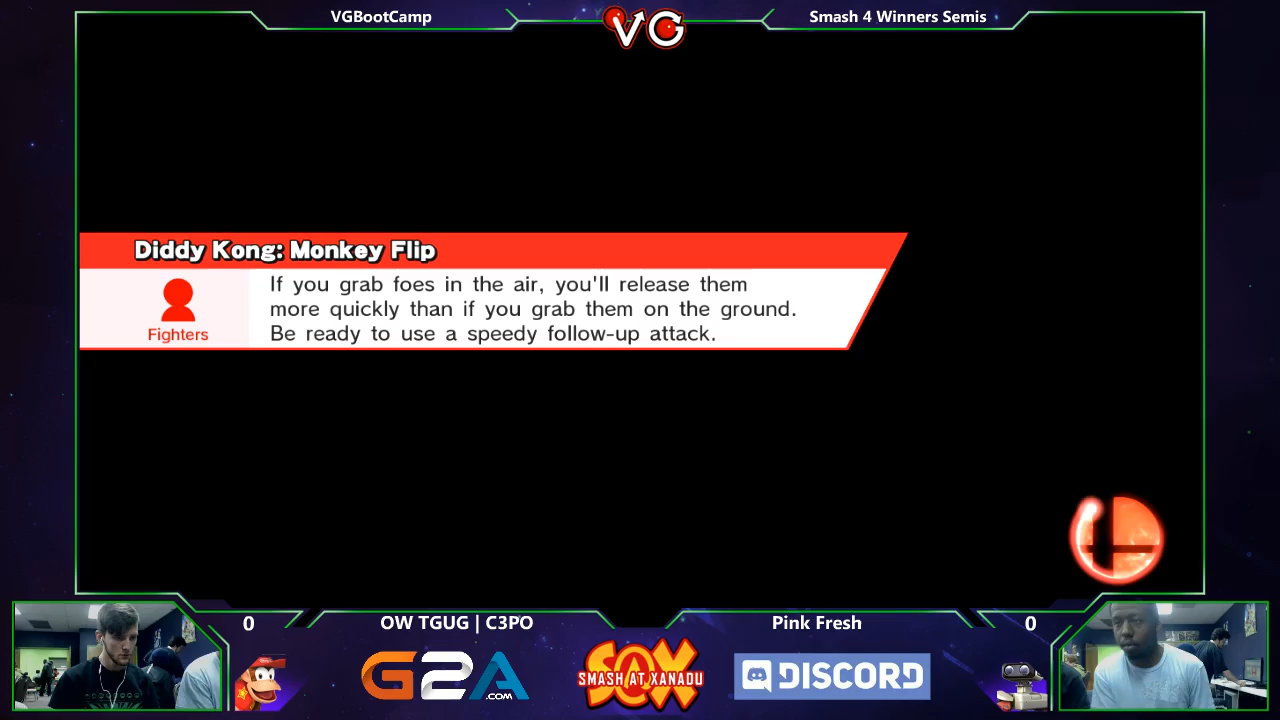 VGBootCamp
VG
Smash 4 Winners Semis
Diddy Kong: Monkey Flip
Fighters
If you grab foes in the air, you'll release them
more quickly than if you grab them on the ground.
Be ready to use a speedy follow-up attack.
0
OW TGUG | C3PO
Pink Fresh
0
G2A
.COM
SAX
SMASH AT XANADU
DISCORD